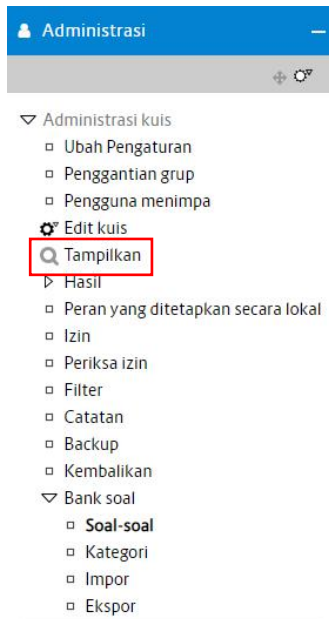 Administrasi
Administrasi kuis
Ubah Pengaturan
Penggantian grup
Pengguna menimpa
Edit kuis
Tampilkan
Hasil
Peran yang ditetapkan secara lokal
Izin
Periksa izin
Filter
Catatan
Backup
Kembalikan
Bank soal
Soal-soal
Kategori
Impor
Ekspor